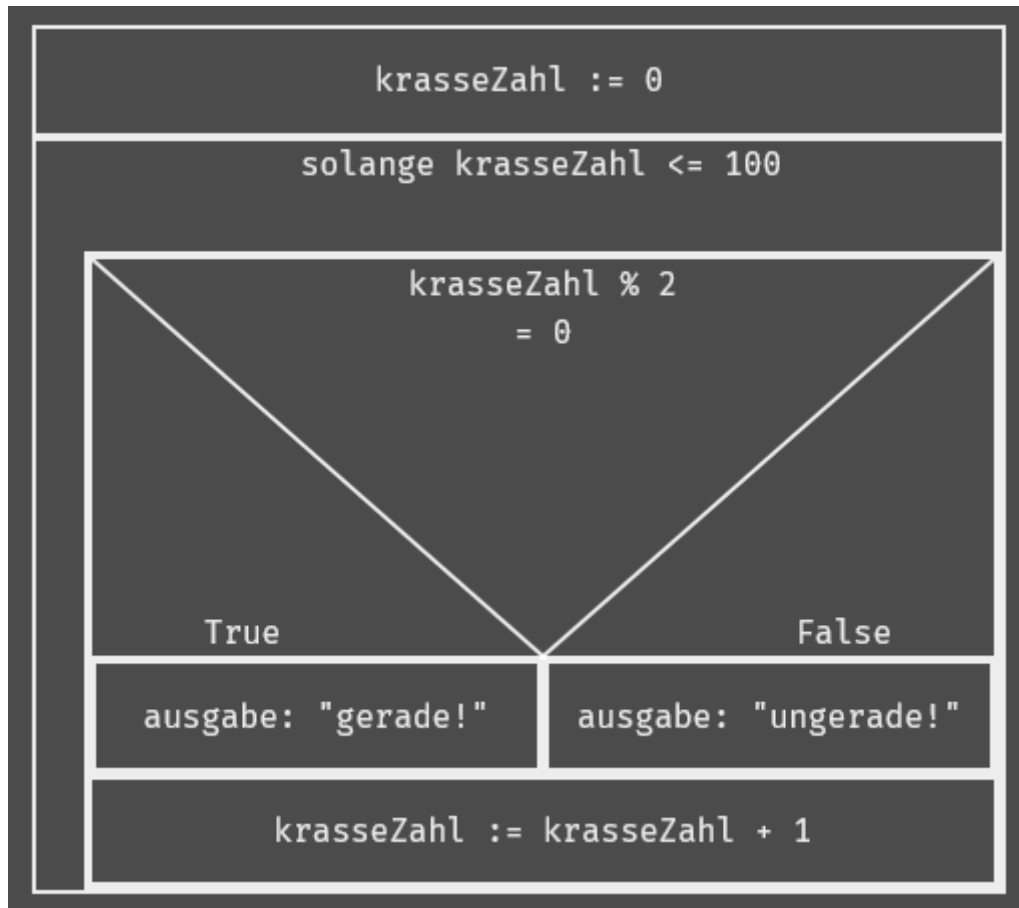 krasseZahl := 0
solange krasseZahl <= 100
krasseZahl % 2
= 0
True
False
ausgabe: "gerade!"
ausgabe: "ungerade!"
krasseZahl := krasseZahl + 1